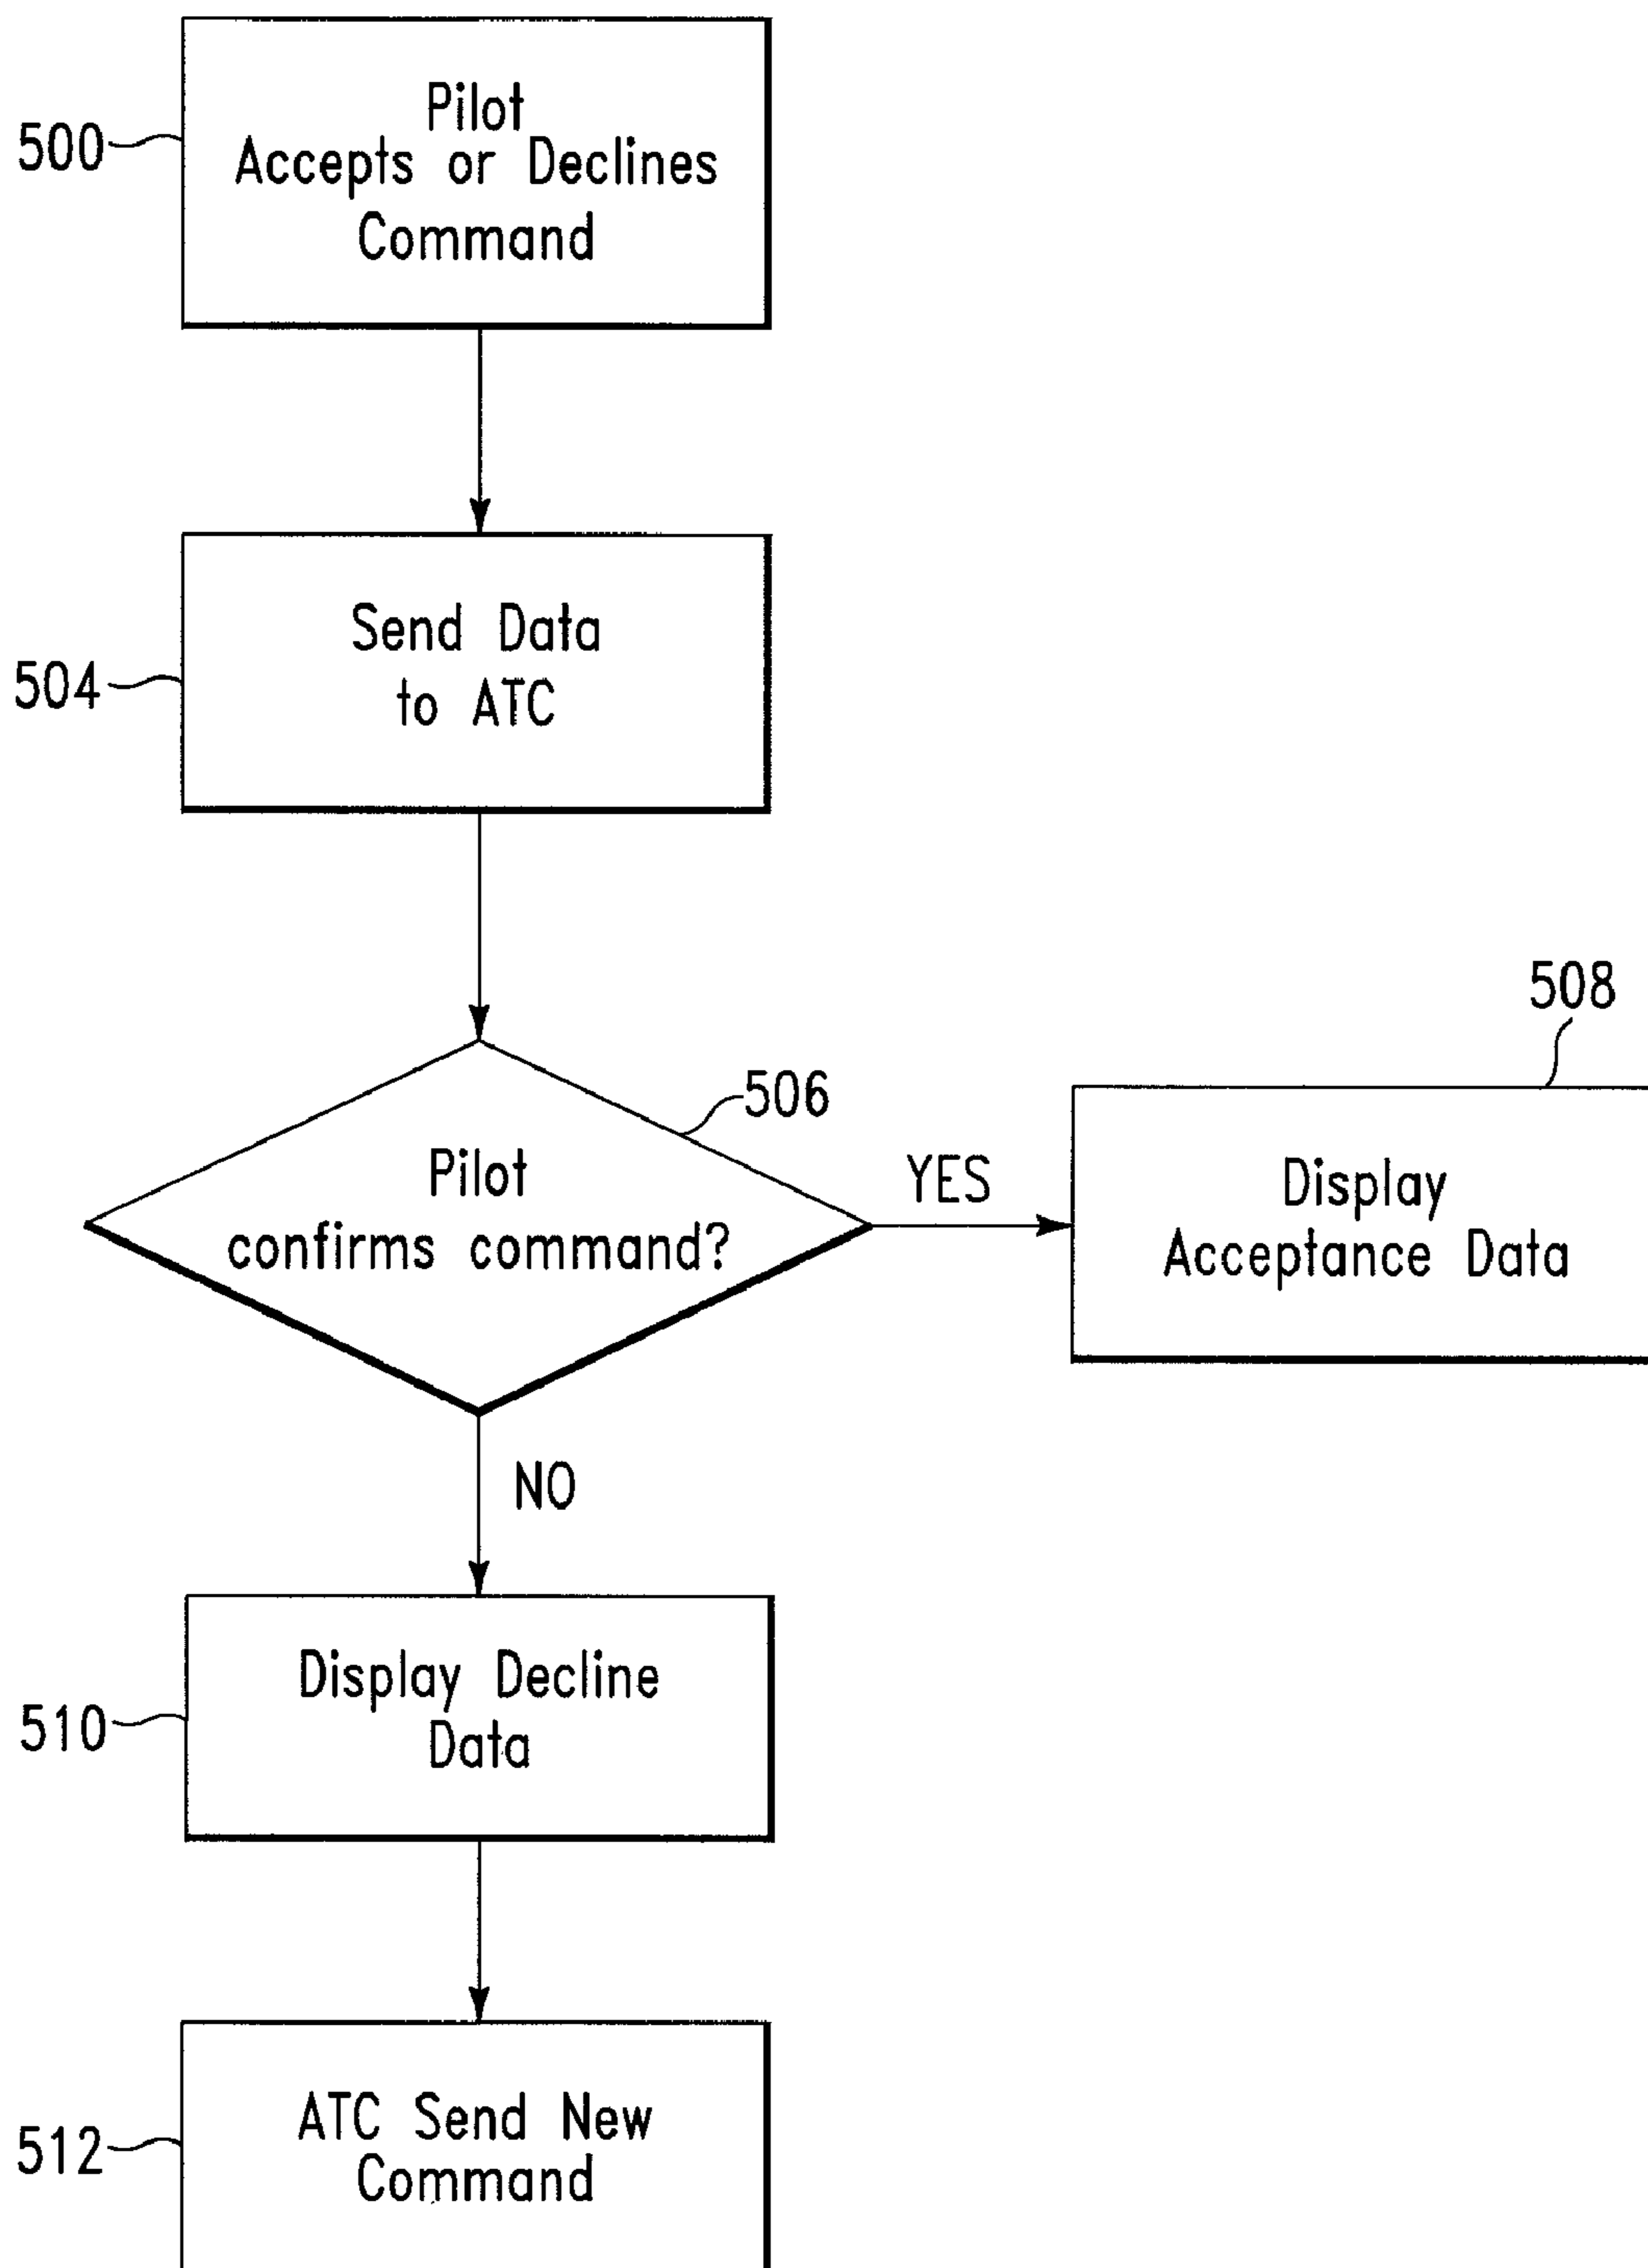 500
Pilot
Accepts or Declines
Command
504
Send Data
to ATC
506
Pilot
confirms command?
YES
508
Display
Acceptance Data
NO
510
Display Decline
Data
512
ATC Send New
Command